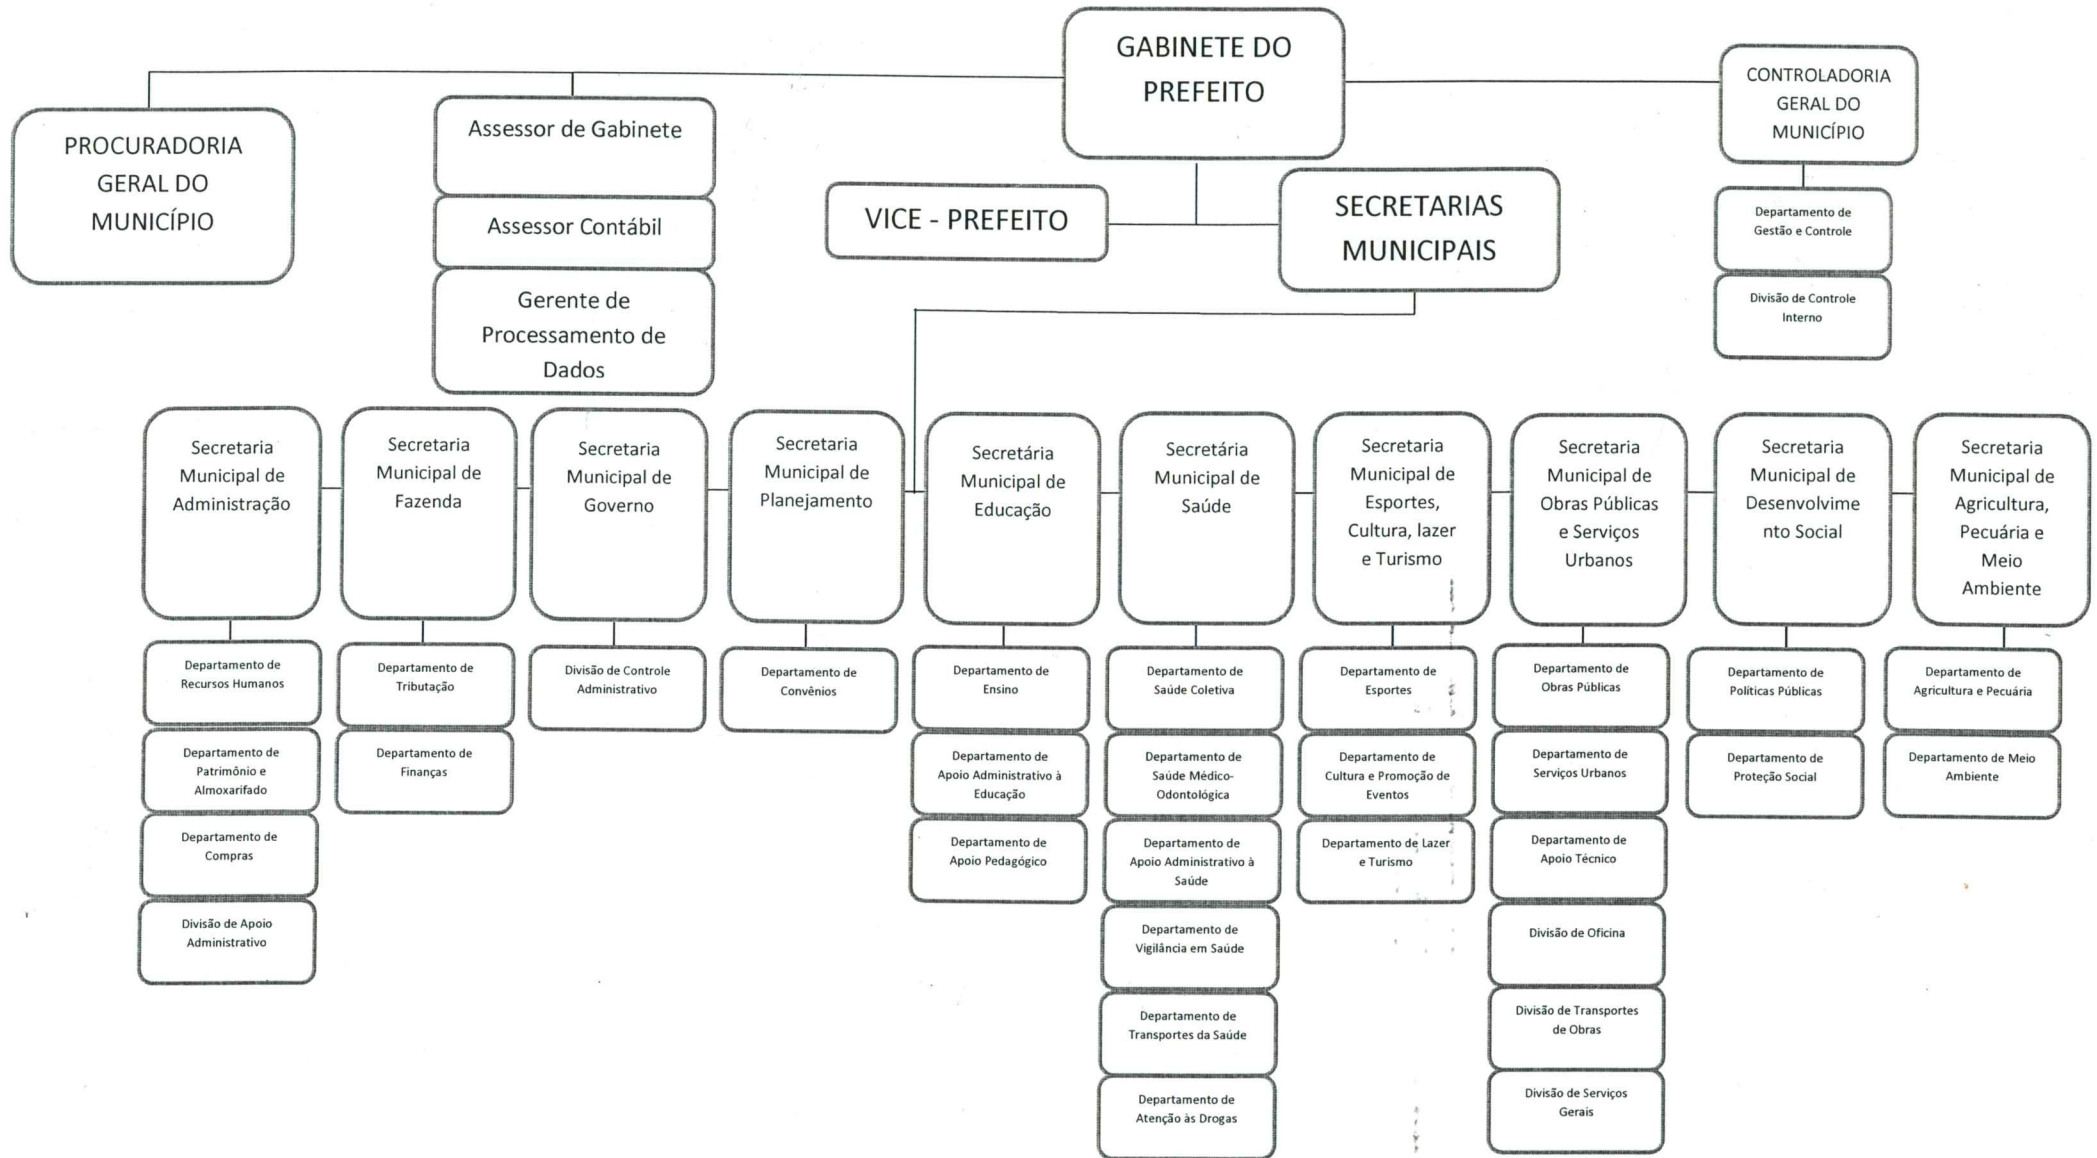 GABINETE DO
PREFEITO
CONTROLADORIA
GERAL DO
MUNICÍPIO
PROCURADORIA
GERAL DO
MUNICÍPIO
Assessor de Gabinete
Assessor Contábil
Gerente de
Processamento de
Dados
VICE - PREFEITO
SECRETARIAS
MUNICIPAIS
Departamento de
Gestão e Controle
Divisão de Controle
Interno
Secretaria
Municipal de
Administração
Secretaria
Municipal de
Fazenda
Secretaria
Municipal de
Governo
Secretaria
Municipal de
Planejamento
Secretária
Municipal de
Educação
Secretária
Municipal de
Saúde
Secretaria
Municipal de
Esportes,
Cultura, lazer
e Turismo
Secretaria
Municipal de
Obras Públicas
e Serviços
Urbanos
Secretaria
Municipal de
Desenvolvime
nto Social
Secretaria
Municipal de
Agricultura,
Pecuária e
Meio
Ambiente
Departamento de
Recursos Humanos
Departamento de
Patrimônio e
Almoxarifado
Departamento de
Compras
Divisão de Apoio
Administrativo
Departamento de
Tributação
Departamento de
Finanças
Divisão de Controle
Administrativo
Departamento de
Convênios
Departamento de
Ensino
Departamento de
Apoio Administrativo à
Educação
Departamento de
Apoio Pedagógico
Departamento de
Saúde Coletiva
Departamento de
Saúde Médico-
Odontológica
Departamento de
Apoio Administrativo à
Saúde
Departamento de
Vigilância em Saúde
Departamento de
Transportes da Saúde
Departamento de
Atenção às Drogas
Departamento de
Esportes
Departamento de
Cultura e Promoção de
Eventos
Departamento de Lazer
e Turismo
Departamento de
Obras Públicas
Departamento de
Serviços Urbanos
Departamento de
Apoio Técnico
Divisão de Oficina
Divisão de Transportes
de Obras
Divisão de Serviços
Gerais
Departamento de
Políticas Públicas
Departamento de
Proteção Social
Departamento de
Agricultura e Pecuária
Departamento de Meio
Ambiente